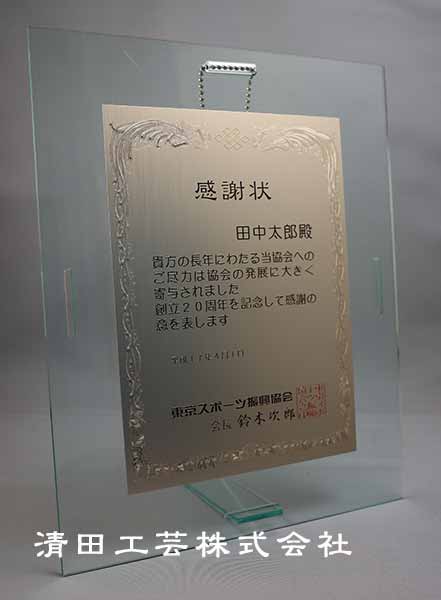 感謝状
田中太郎殿
貴方の長年にわたる当協会への
ご尽力は協会の発展に大きく
寄与されました
創立20周年を記念して感謝の
意を表します
東京スポーツ振興協会
会長 鈴木次郎
清田工芸株式会社